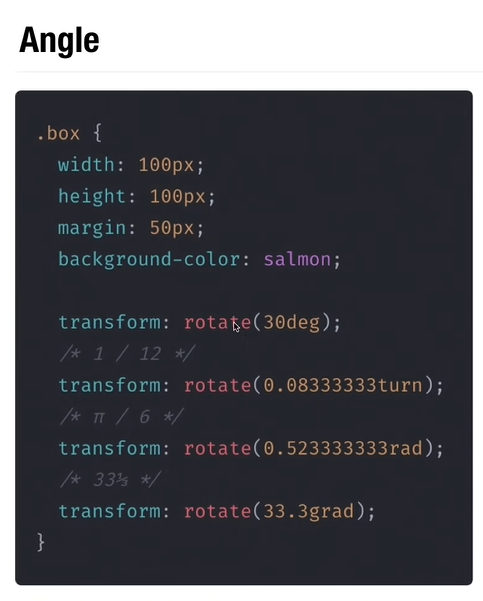 Angle
.box {
  width: 100px;
  height: 100px;
  margin: 50px;
  background-color: salmon;
  transform: rotate(30deg);
  /* 1 / 12 */
  transform: rotate(0.08333333turn);
  /* π / 6 */
  transform: rotate(0.523333333rad);
  /* 33⅓ */
  transform: rotate(33.3grad);
}